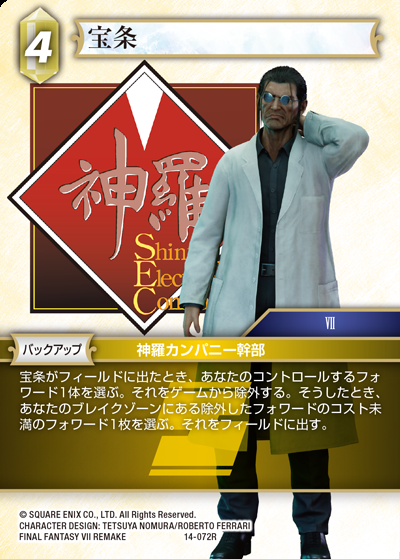 4
宝条
神羅
Shin
Elec
Com
VII
バックアップ
神羅カンパニー幹部
宝条がフィールドに出たとき、あなたのコントロールするフォ
ワード1体を選ぶ。それをゲームから除外する。そうしたとき、
あなたのブレイクゾーンにある除外したフォワードのコスト未
満のフォワード1枚を選ぶ。それをフィールドに出す。
© SQUARE ENIX CO., LTD. All Rights Reserved.
CHARACTER DESIGN: TETSUYA NOMURA/ROBERTO FERRARI
FINAL FANTASY VII REMAKE 14-072R